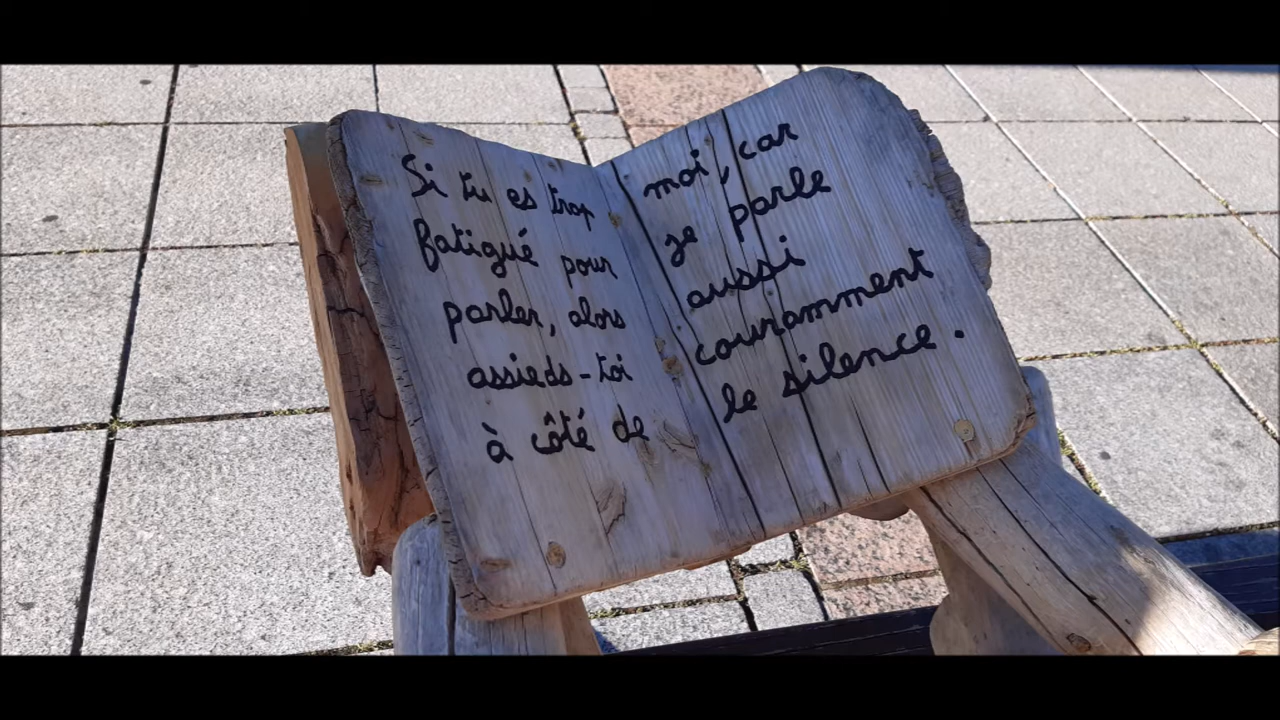 Si tu es trop
fatigué pour
parler, alors
assieds-toi
à côté de
moi, car
je parle
aussi
couramment
le silence.